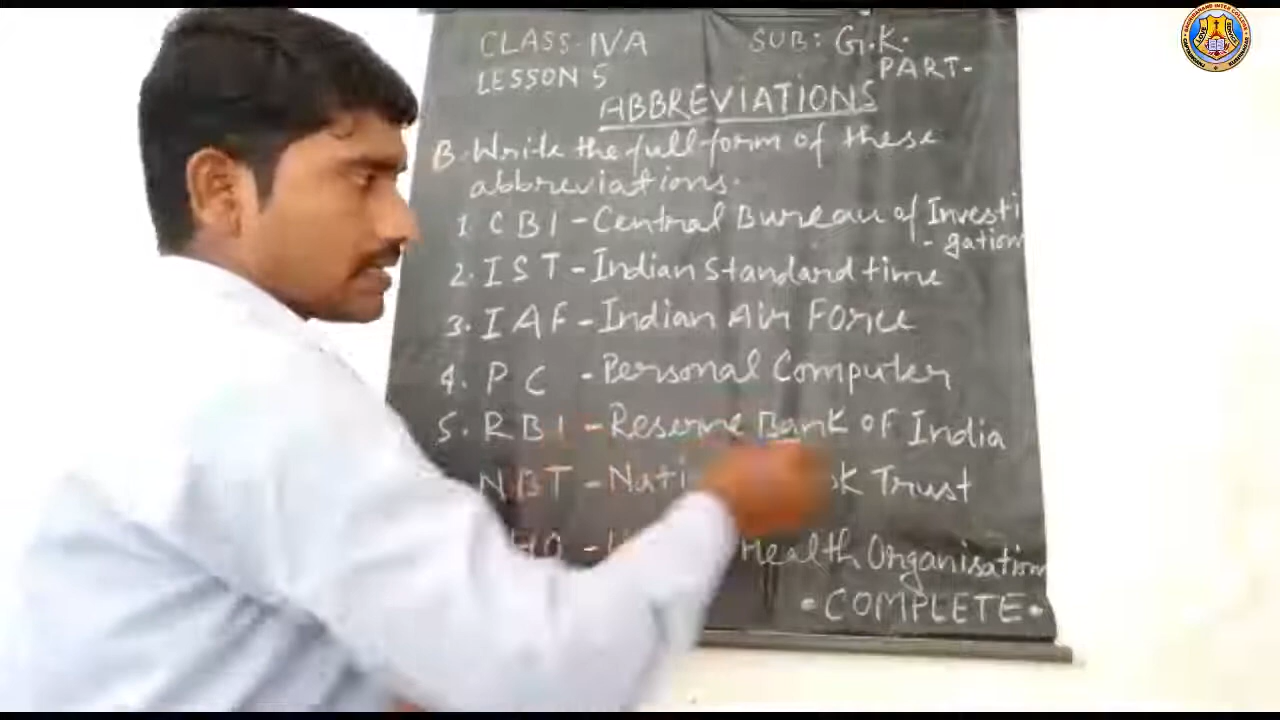 CLASS-IVA SUB: G.K.
LESSON 5 PART-
ABBREVIATIONS
B. Write the full form of these
abbreviations.
1. C B I - Central Bureau of Investi
- gation
2. I S T - Indian Standard time
3. I A F - Indian Air Force
4. P C - Personal Computer
5. R B I - Reserve Bank of India
N B T - Nati ok Trust
HO - Health Organisation
• COMPLETE •